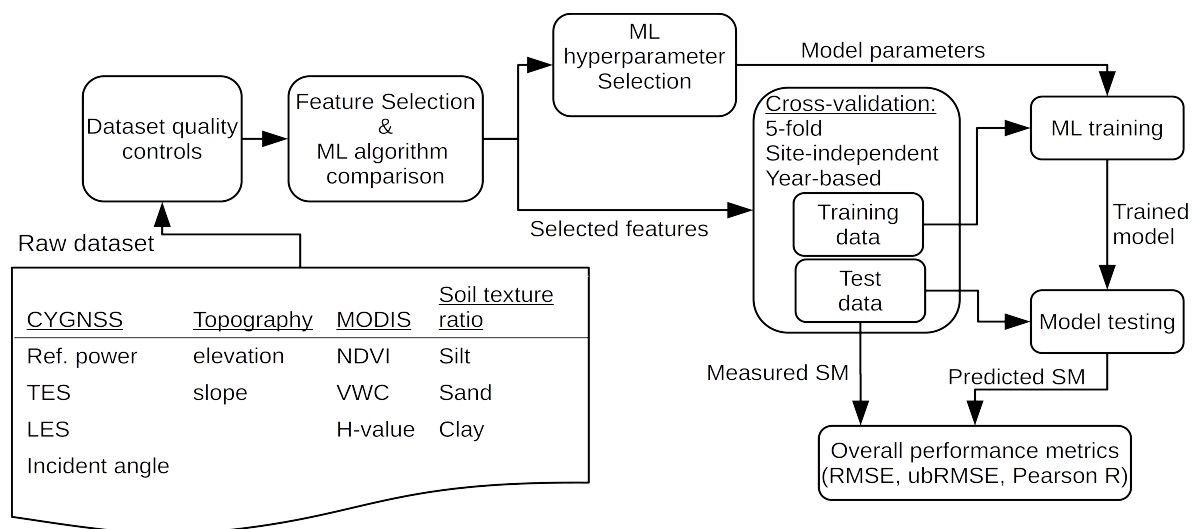 ML
hyperparameter
Selection
Model parameters
Dataset quality
controls
Feature Selection
&
ML algorithm
comparison
Cross-validation:
5-fold
Site-independent
Year-based
Training
data
Test
data
ML training
Trained
model
Model testing
Selected features
Raw dataset
CYGNSS
Topography
MODIS
Soil texture
ratio
Ref. power
elevation
NDVI
Silt
TES
slope
VWC
Sand
LES
H-value
Clay
Incident angle
Measured SM
Predicted SM
Overall performance metrics
(RMSE, ubRMSE, Pearson R)